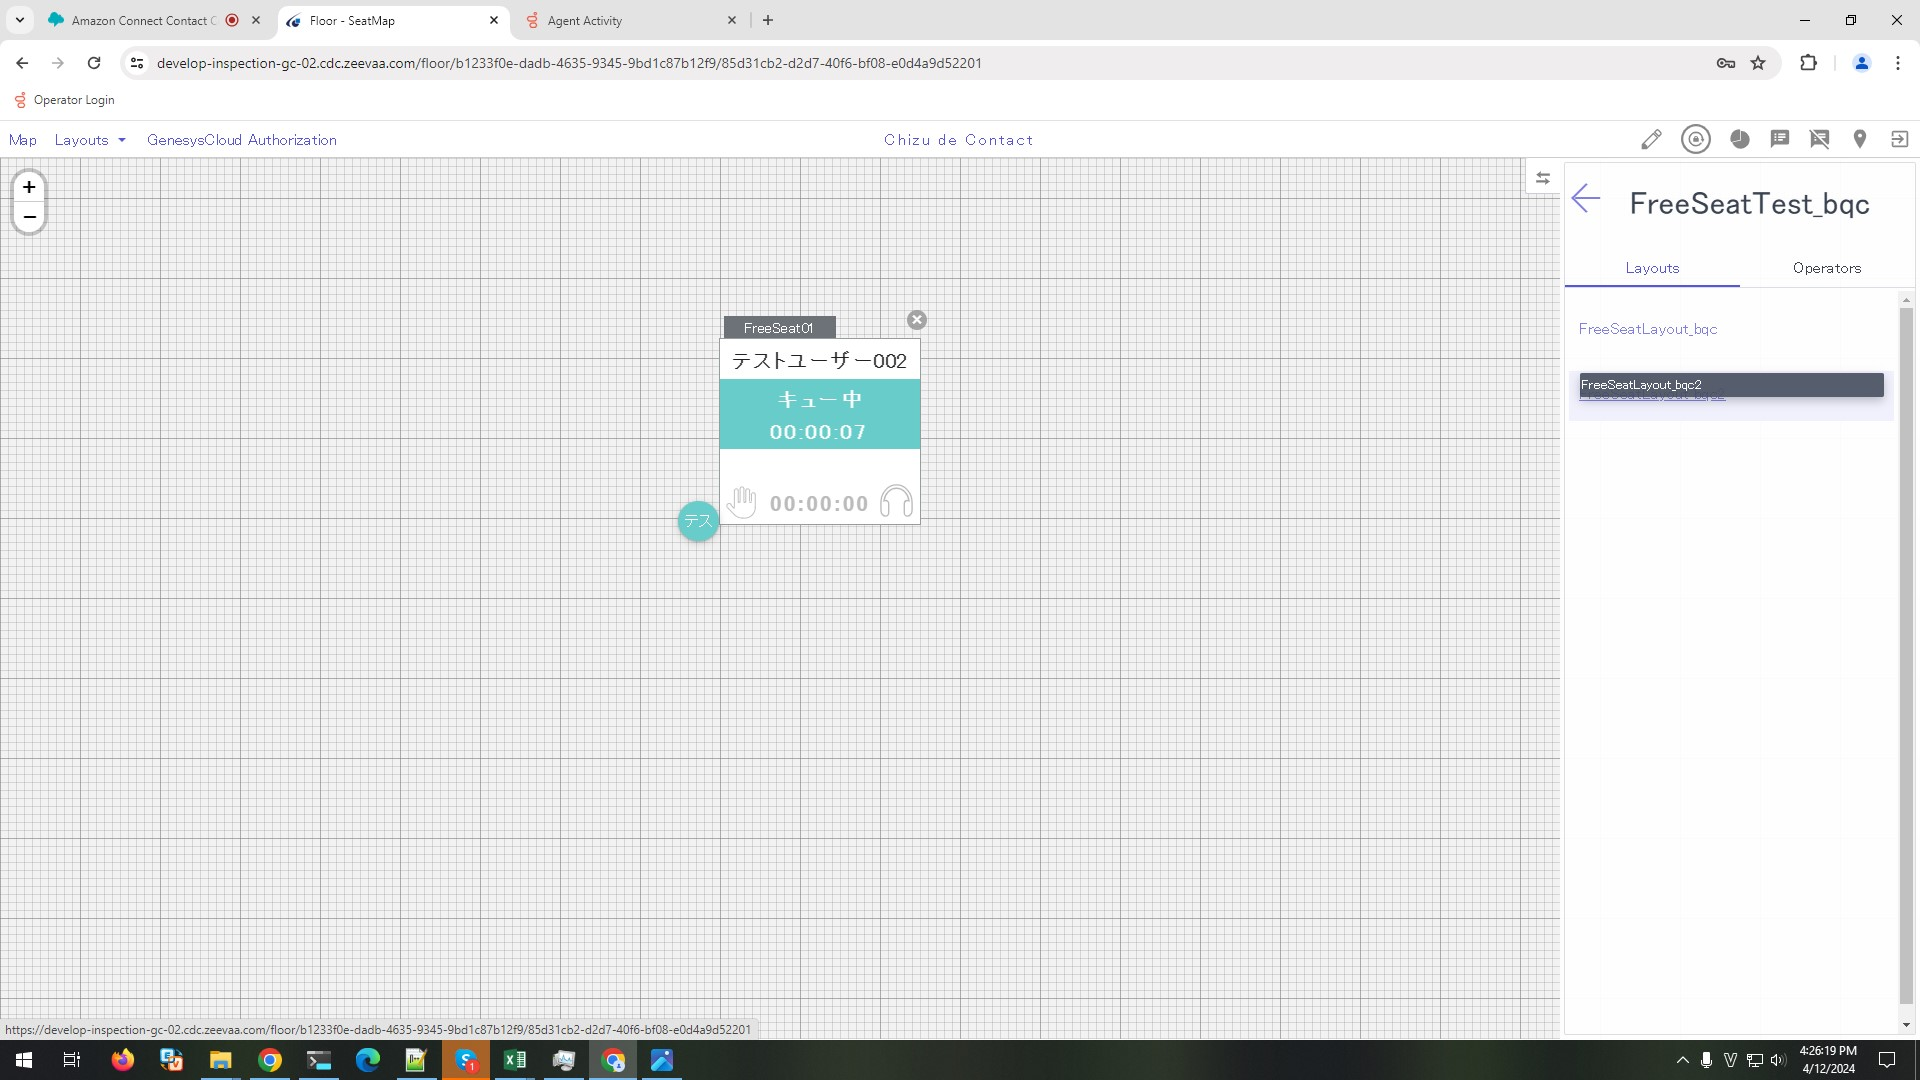 Amazon Connect Contact C
Floor - SeatMap
Agent Activity
develop-inspection-gc-02.cdc.zeevaa.com/floor/b1233f0e-dadb-4635-9345-9bd1c87b12f9/85d31cb2-d2d7-40f6-bf08-e0d4a9d52201
Operator Login
Map Layouts GenesysCloud Authorization Chizu de Contact
+
−
FreeSeatTest_bqc
Layouts Operators
FreeSeatLayout_bqc
FreeSeatLayout_bqc2
FreeSeatLayout_bqc2
FreeSeat01
テストユーザー002
キュー中
00:00:07
00:00:00
テス
https://develop-inspection-gc-02.cdc.zeevaa.com/floor/b1233f0e-dadb-4635-9345-9bd1c87b12f9/85d31cb2-d2d7-40f6-bf08-e0d4a9d52201
4:26:19 PM
4/12/2024